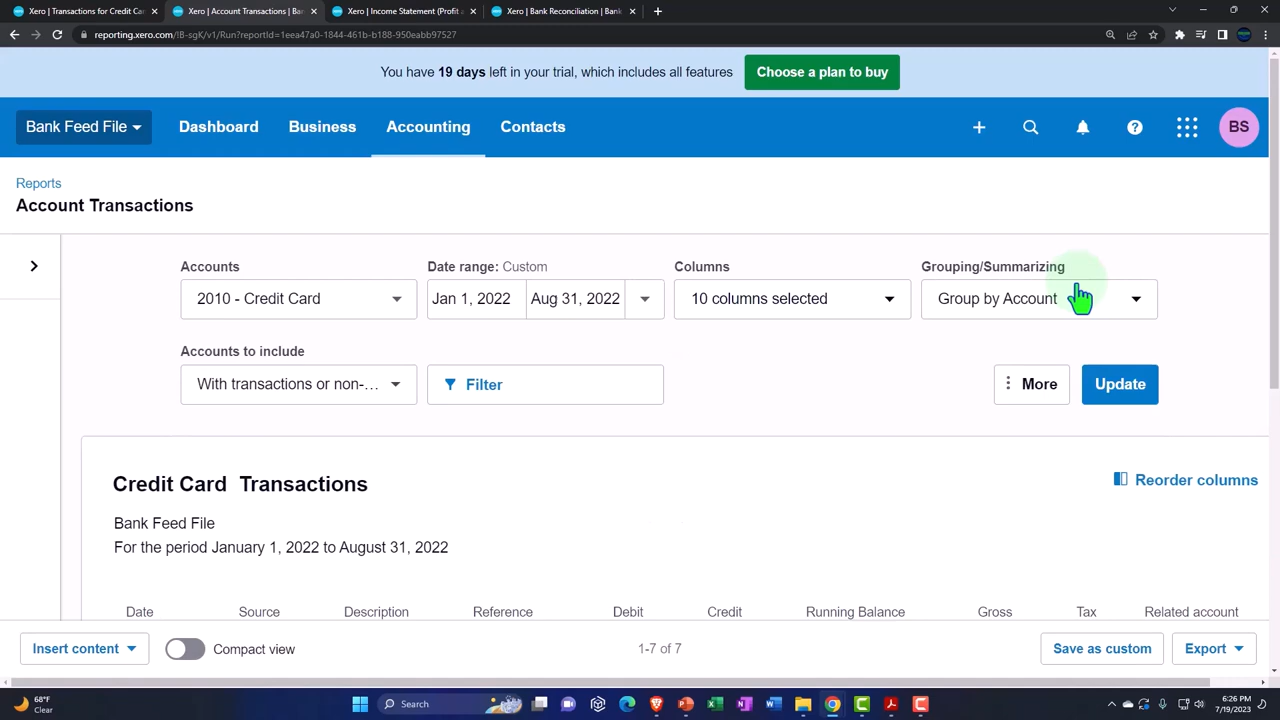 Xero | Transactions for Credit Car
Xero | Account Transactions | Ban
Xero | Income Statement (Profit a
Xero | Bank Reconciliation | Bank
reporting.xero.com/!B-sgK/v1/Run?reportId=1eea47a0-1844-461b-b188-950eabb95527
You have 19 days left in your trial, which includes all features
Choose a plan to buy
Bank Feed File
Dashboard
Business
Accounting
Contacts
BS
Reports
Account Transactions
Accounts
Date range: Custom
Columns
Grouping/Summarizing
2010 - Credit Card
Jan 1, 2022
Aug 31, 2022
10 columns selected
Group by Account
Accounts to include
With transactions or non-...
Filter
More
Update
Credit Card Transactions
Reorder columns
Bank Feed File
For the period January 1, 2022 to August 31, 2022
Date Source Description Reference Debit Credit Running Balance Gross Tax Related account
Insert content
Compact view
1-7 of 7
Save as custom
Export
68°F
Clear
Search
6:26 PM
7/19/2023